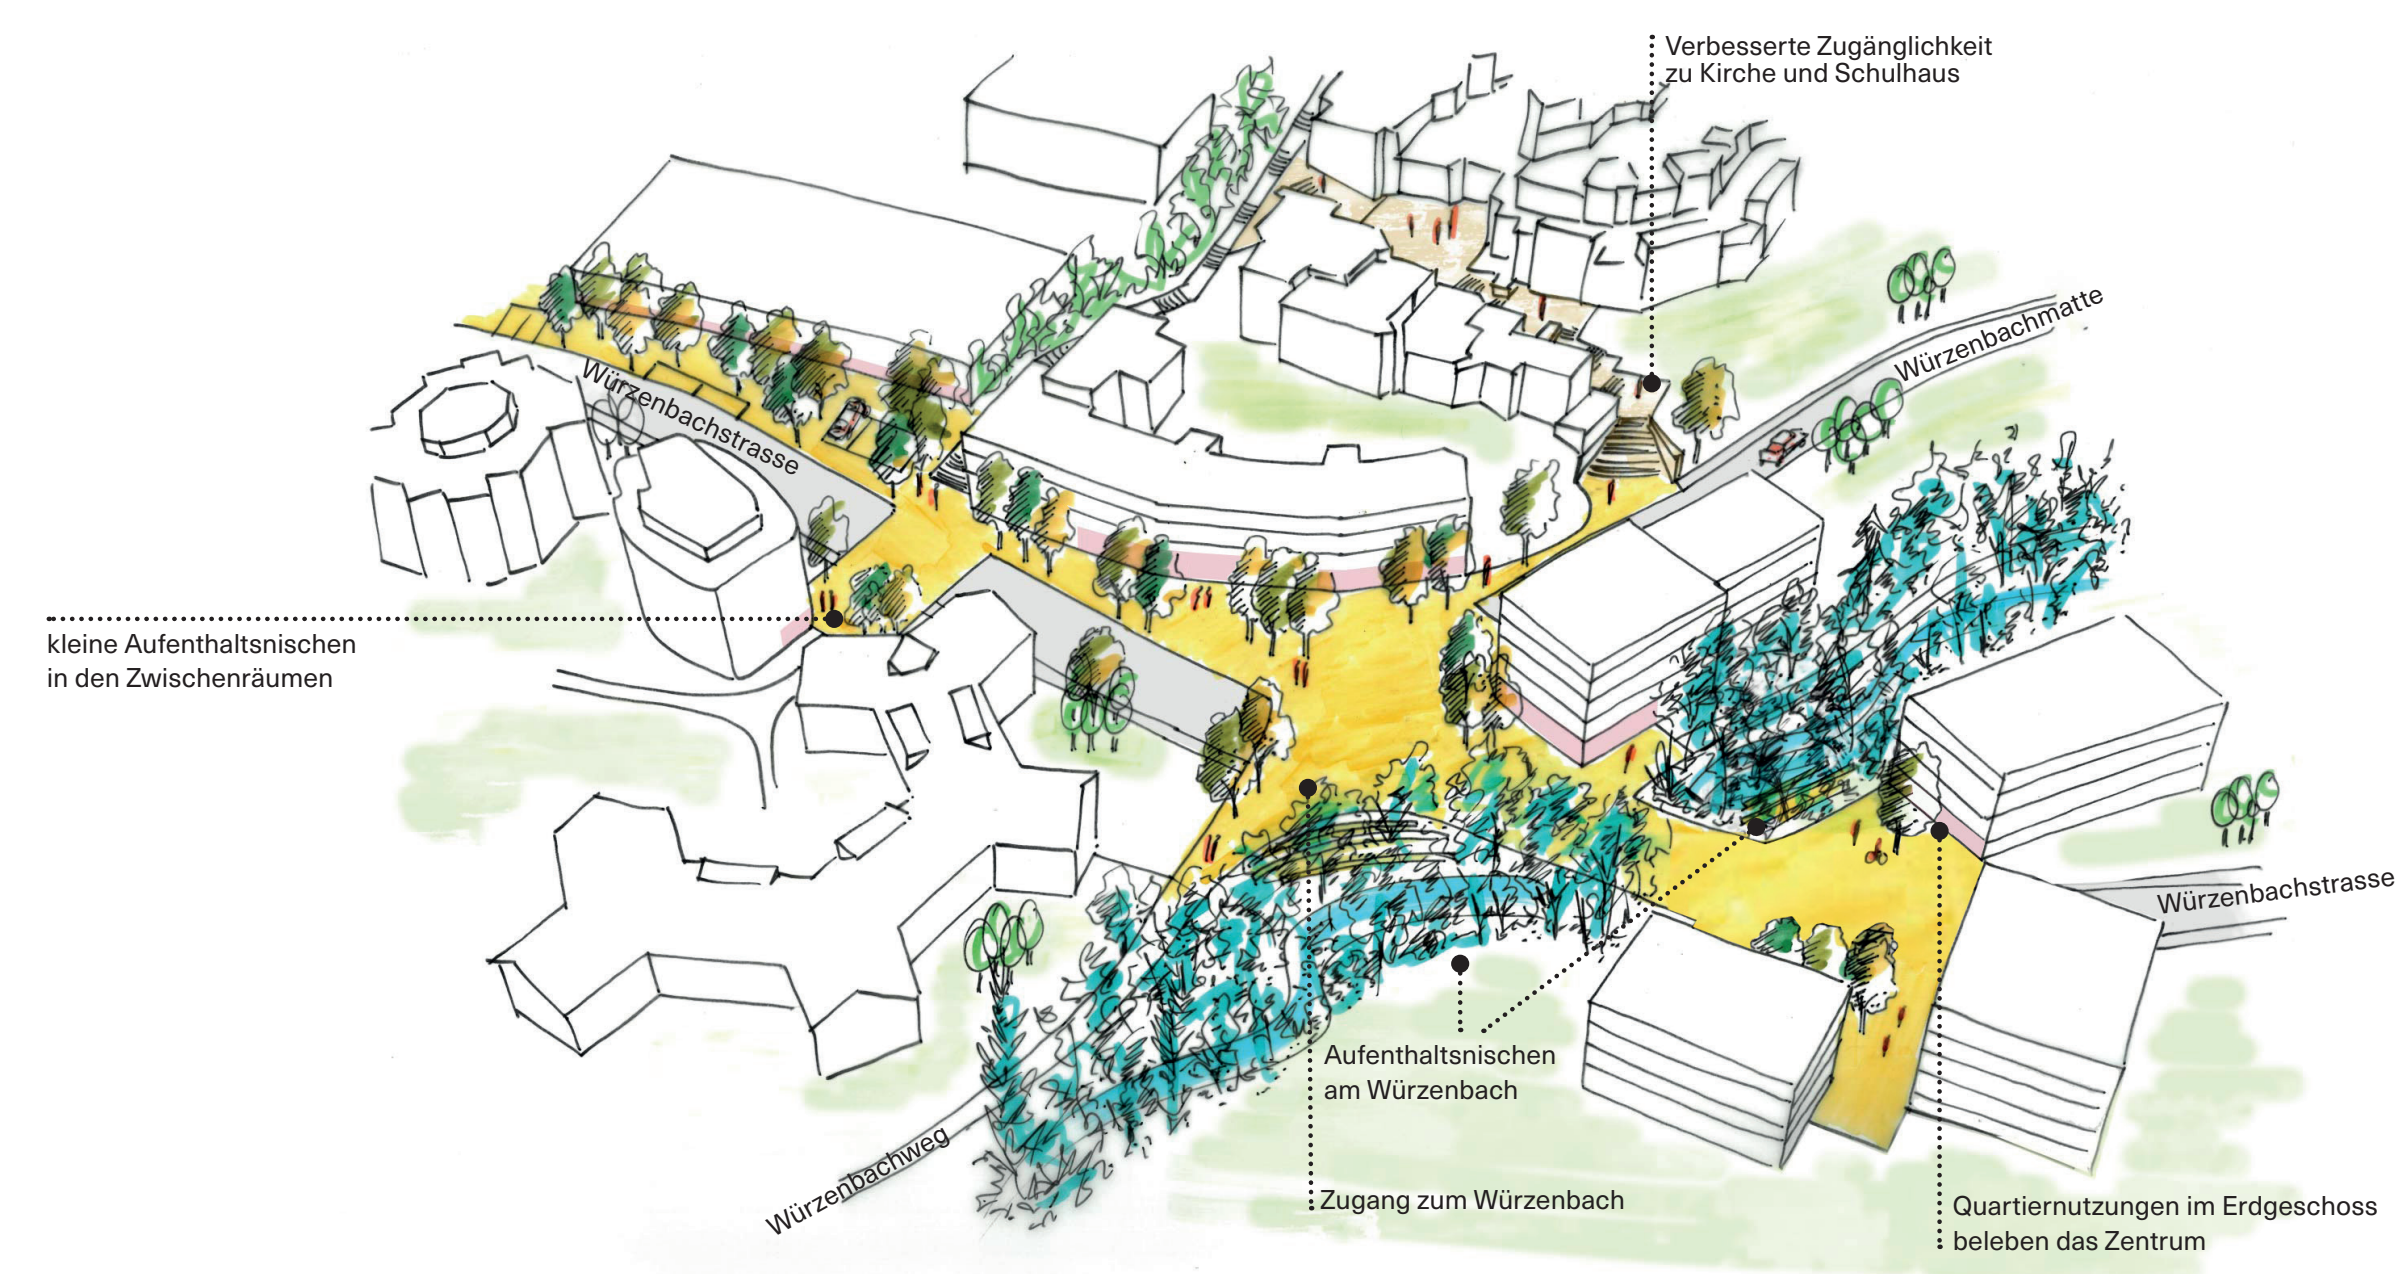 Verbesserte Zugänglichkeit
zu Kirche und Schulhaus
Würzenbachmatte
Würzenbachstrasse
kleine Aufenthaltsnischen
in den Zwischenräumen
Würzenbachstrasse
Aufenthaltsnischen
am Würzenbach
Würzenbachweg
Zugang zum Würzenbach
Quartiernutzungen im Erdgeschoss
beleben das Zentrum